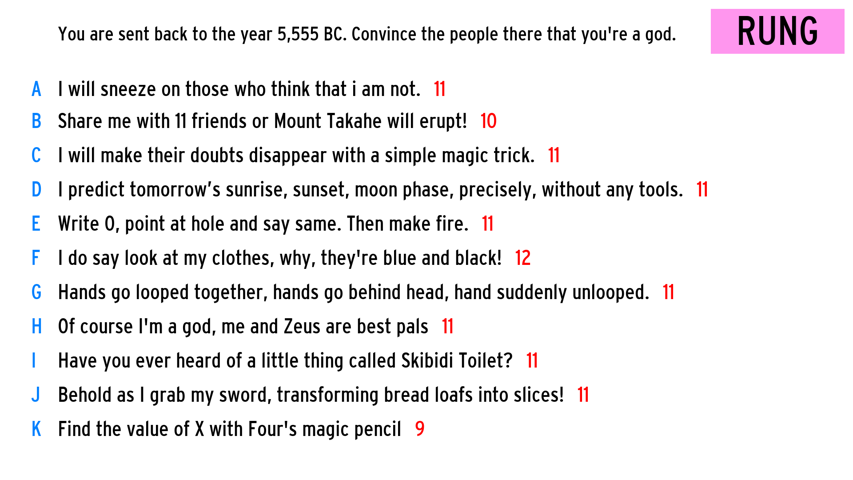 You are sent back to the year 5,555 BC. Convince the people there that you're a god.
RUNG
A I will sneeze on those who think that i am not. 11
B Share me with 11 friends or Mount Takahe will erupt! 10
C I will make their doubts disappear with a simple magic trick. 11
D I predict tomorrow’s sunrise, sunset, moon phase, precisely, without any tools. 11
E Write O, point at hole and say same. Then make fire. 11
F I do say look at my clothes, why, they're blue and black! 12
G Hands go looped together, hands go behind head, hand suddenly unlooped. 11
H Of course I'm a god, me and Zeus are best pals 11
I Have you ever heard of a little thing called Skibidi Toilet? 11
J Behold as I grab my sword, transforming bread loafs into slices! 11
K Find the value of X with Four's magic pencil 9